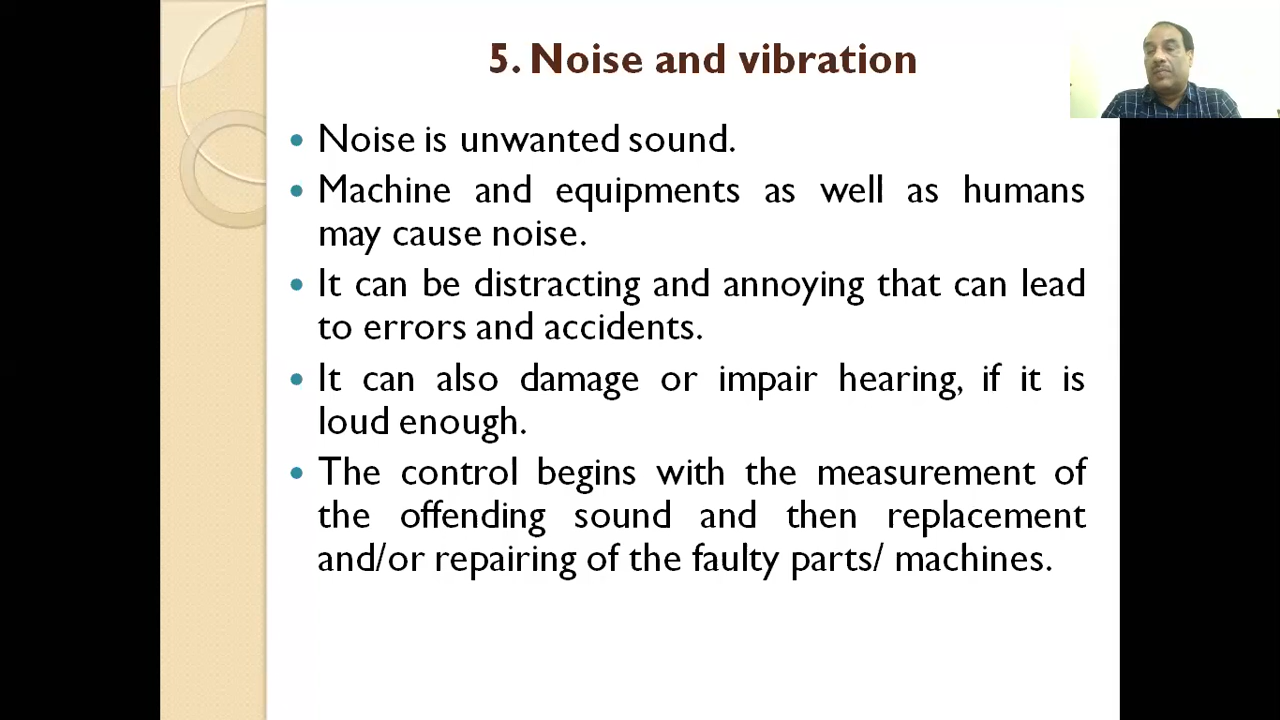 5. Noise and vibration
• Noise is unwanted sound.
• Machine and equipments as well as humans
may cause noise.
• It can be distracting and annoying that can lead
to errors and accidents.
• It can also damage or impair hearing, if it is
loud enough.
• The control begins with the measurement of
the offending sound and then replacement
and/or repairing of the faulty parts/ machines.